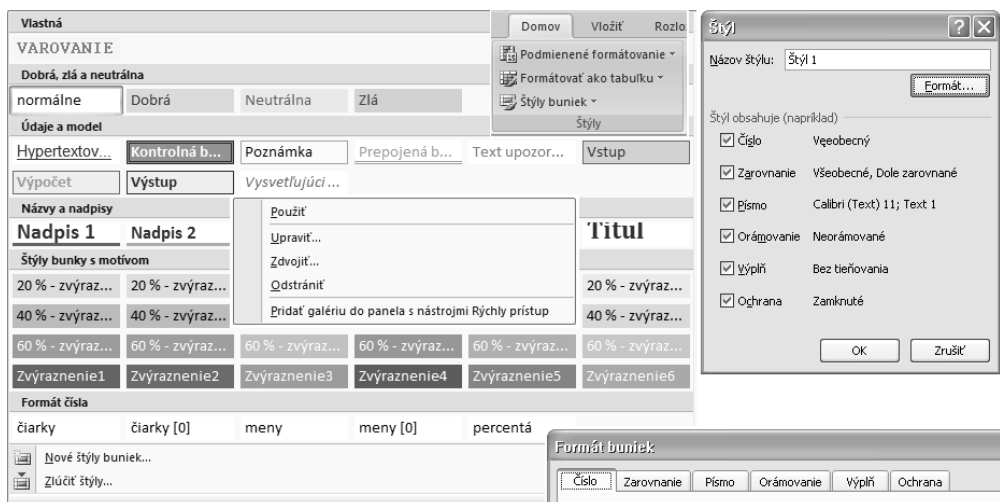 Vlastná
VAROVANIE
Dobrá, zlá a neutrálna
normálne Dobrá Neutrálna Zlá
Údaje a model
Hypertextov... Kontrolná b... Poznámka Prepojená b... Text upozor... Vstup
Výpočet Výstup Vysvetľujúci ...
Názvy a nadpisy
Nadpis 1 Nadpis 2 Titul
Štýly bunky s motívom
20 % - zvýraz... 20 % - zvýraz... 20 % - zvýraz...
40 % - zvýraz... 40 % - zvýraz... 40 % - zvýraz...
60 % - zvýraz... 60 % - zvýraz... 60 % - zvýraz... 60 % - zvýraz... 60 % - zvýraz... 60 % - zvýraz...
Zvýraznenie1 Zvýraznenie2 Zvýraznenie3 Zvýraznenie4 Zvýraznenie5 Zvýraznenie6
Formát čísla
čiarky čiarky [0] meny meny [0] percentá
Nové štýly buniek...
Zlúčiť štýly...
Použiť
Upraviť...
Zdvojiť...
Odstrániť
Pridať galériu do panela s nástrojmi Rýchly prístup
Domov Vložiť Rozlo
Podmienené formátovanie
Formátovať ako tabuľku
Štýly buniek
Štýly
Štýl
Názov štýlu: Štýl 1
Formát...
Štýl obsahuje (napríklad)
Číslo Vęeobecný
Zarovnanie Všeobecné, Dole zarovnané
Písmo Calibri (Text) 11; Text 1
Orámovanie Neorámované
Výplň Bez tieňovania
Ochrana Zamknuté
OK Zrušiť
Formát buniek
Číslo Zarovnanie Písmo Orámovanie Výplň Ochrana